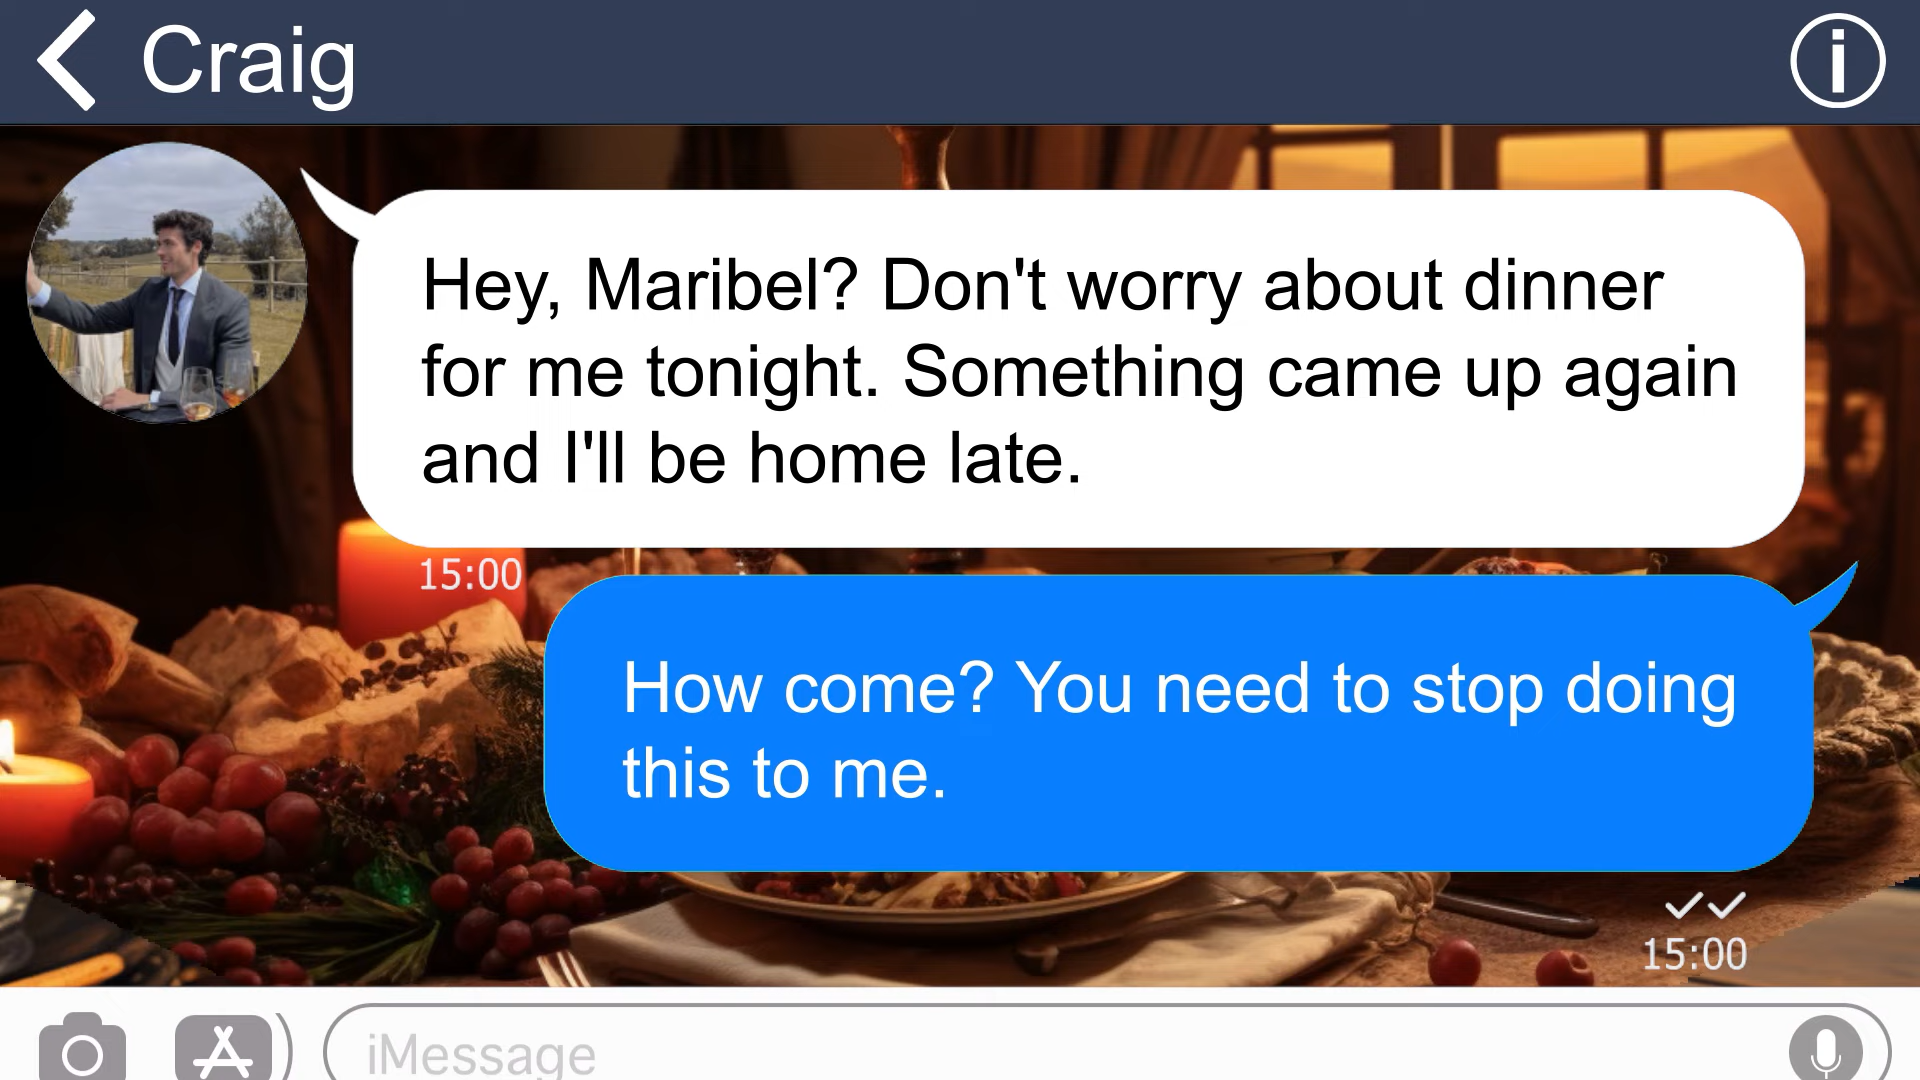 Craig
Hey, Maribel? Don't worry about dinner
for me tonight. Something came up again
and I'll be home late.
15:00
How come? You need to stop doing
this to me.
15:00
iMessage